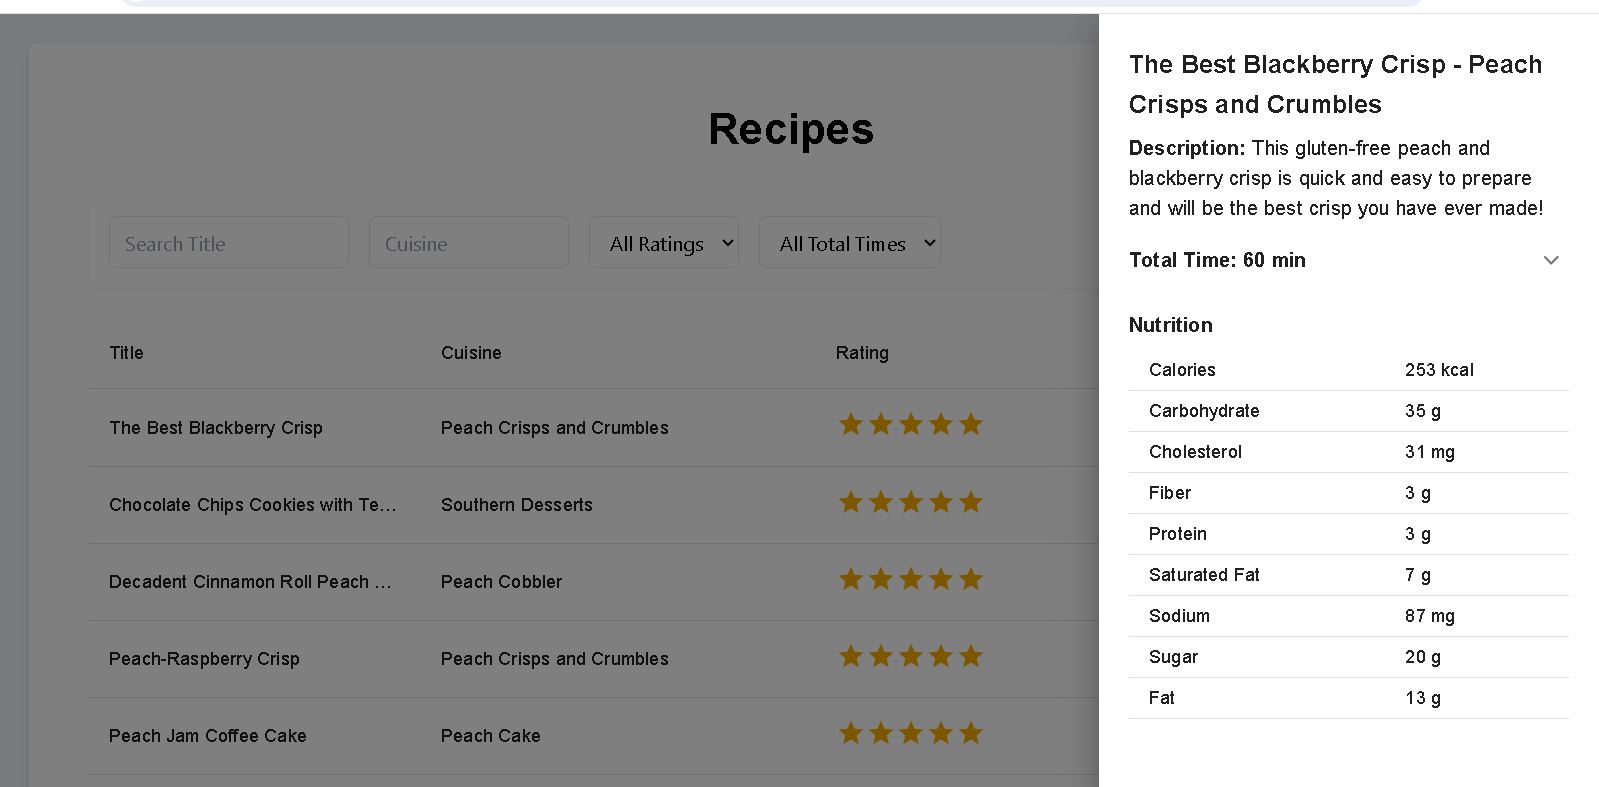 Recipes
Search Title Cuisine All Ratings All Total Times
Title Cuisine Rating
The Best Blackberry Crisp Peach Crisps and Crumbles
Chocolate Chips Cookies with Te... Southern Desserts
Decadent Cinnamon Roll Peach ... Peach Cobbler
Peach-Raspberry Crisp Peach Crisps and Crumbles
Peach Jam Coffee Cake Peach Cake
The Best Blackberry Crisp - Peach
Crisps and Crumbles
Description: This gluten-free peach and
blackberry crisp is quick and easy to prepare
and will be the best crisp you have ever made!
Total Time: 60 min
Nutrition
Calories 253 kcal
Carbohydrate 35 g
Cholesterol 31 mg
Fiber 3 g
Protein 3 g
Saturated Fat 7 g
Sodium 87 mg
Sugar 20 g
Fat 13 g